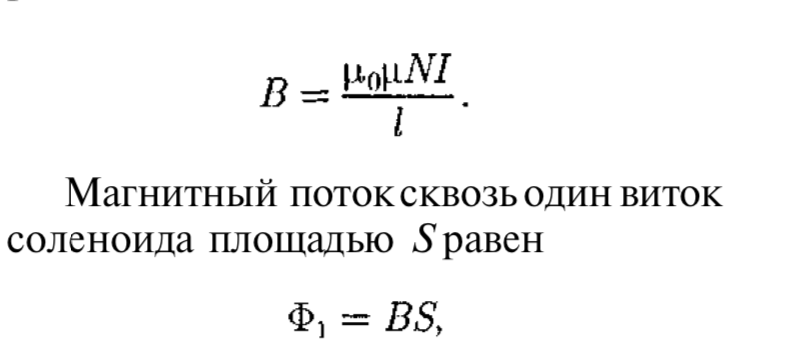 B = μ₀μNI / l .
Магнитный поток сквозь один виток
соленоида площадью S равен
Φ₁ = BS,